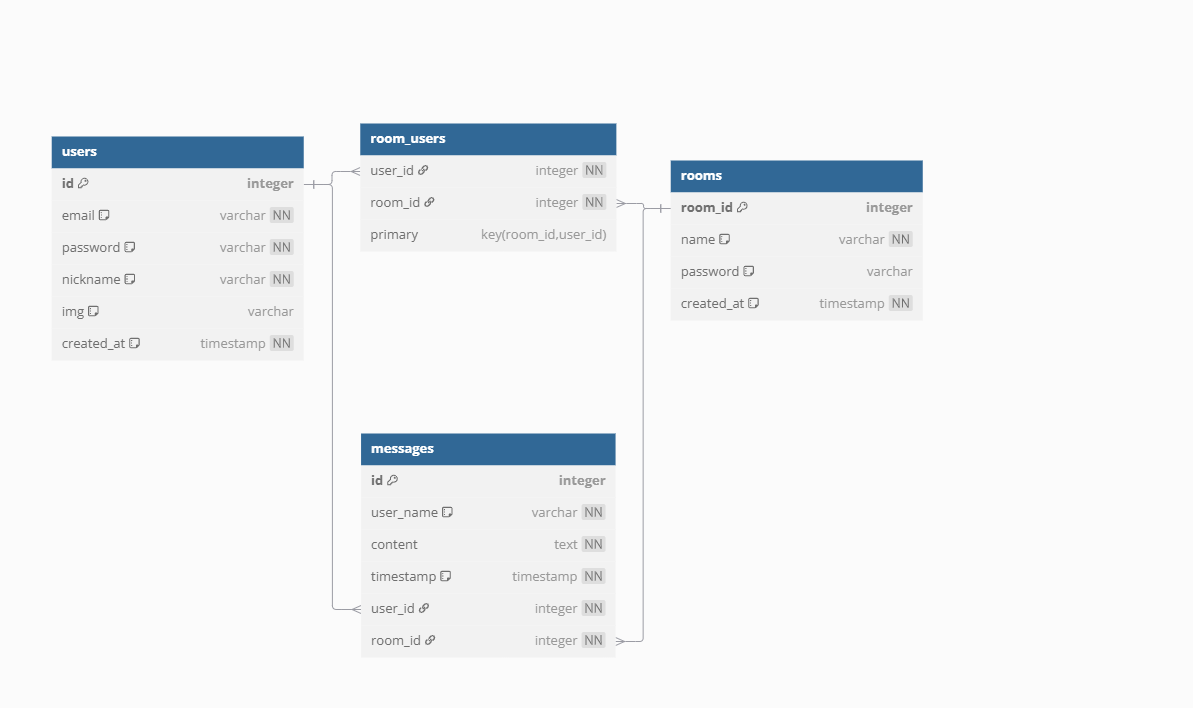 users
id integer
email varchar NN
password varchar NN
nickname varchar NN
img varchar
created_at timestamp NN
room_users
user_id integer NN
room_id integer NN
primary key(room_id,user_id)
rooms
room_id integer
name varchar NN
password varchar
created_at timestamp NN
messages
id integer
user_name varchar NN
content text NN
timestamp timestamp NN
user_id integer NN
room_id integer NN